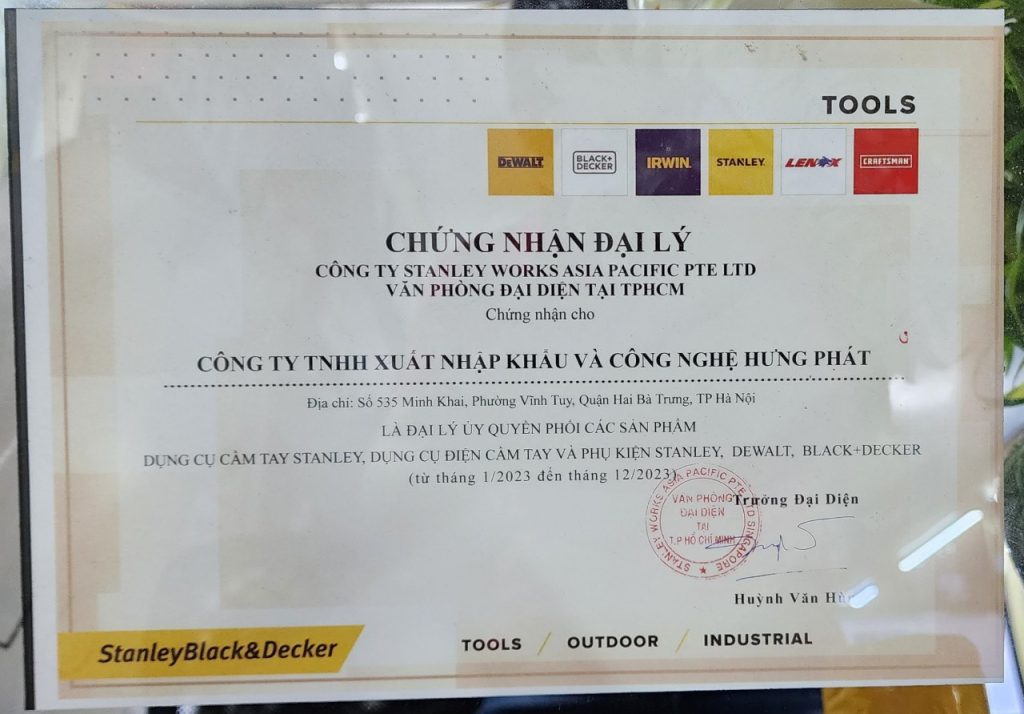 TOOLS
DEWALT BLACK+ DECKER IRWIN STANLEY LENOX CRAFTSMAN
CHỨNG NHẬN ĐẠI LÝ
CÔNG TY STANLEY WORKS ASIA PACIFIC PTE LTD
VĂN PHÒNG ĐẠI DIỆN TẠI TPHCM
Chứng nhận cho
CÔNG TY TNHH XUẤT NHẬP KHẨU VÀ CÔNG NGHỆ HƯNG PHÁT
Địa chỉ: Số 535 Minh Khai, Phường Vĩnh Tuy, Quận Hai Bà Trưng, TP Hà Nội
LÀ ĐẠI LÝ ỦY QUYỀN PHỐI CÁC SẢN PHẨM
DỤNG CỤ CẦM TAY STANLEY, DỤNG CỤ ĐIỆN CẦM TAY VÀ PHỤ KIỆN STANLEY, DEWALT, BLACK+DECKER
(từ tháng 1/2023 đến tháng 12/2023)
Trưởng Đại Diện
STANLEY WORKS ASIA PACIFIC PTE LTD SINGAPORE
VĂN PHÒNG
ĐẠI DIỆN
TẠI
T.P HỒ CHÍ MINH
Huỳnh Văn
StanleyBlack&Decker
TOOLS / OUTDOOR / INDUSTRIAL